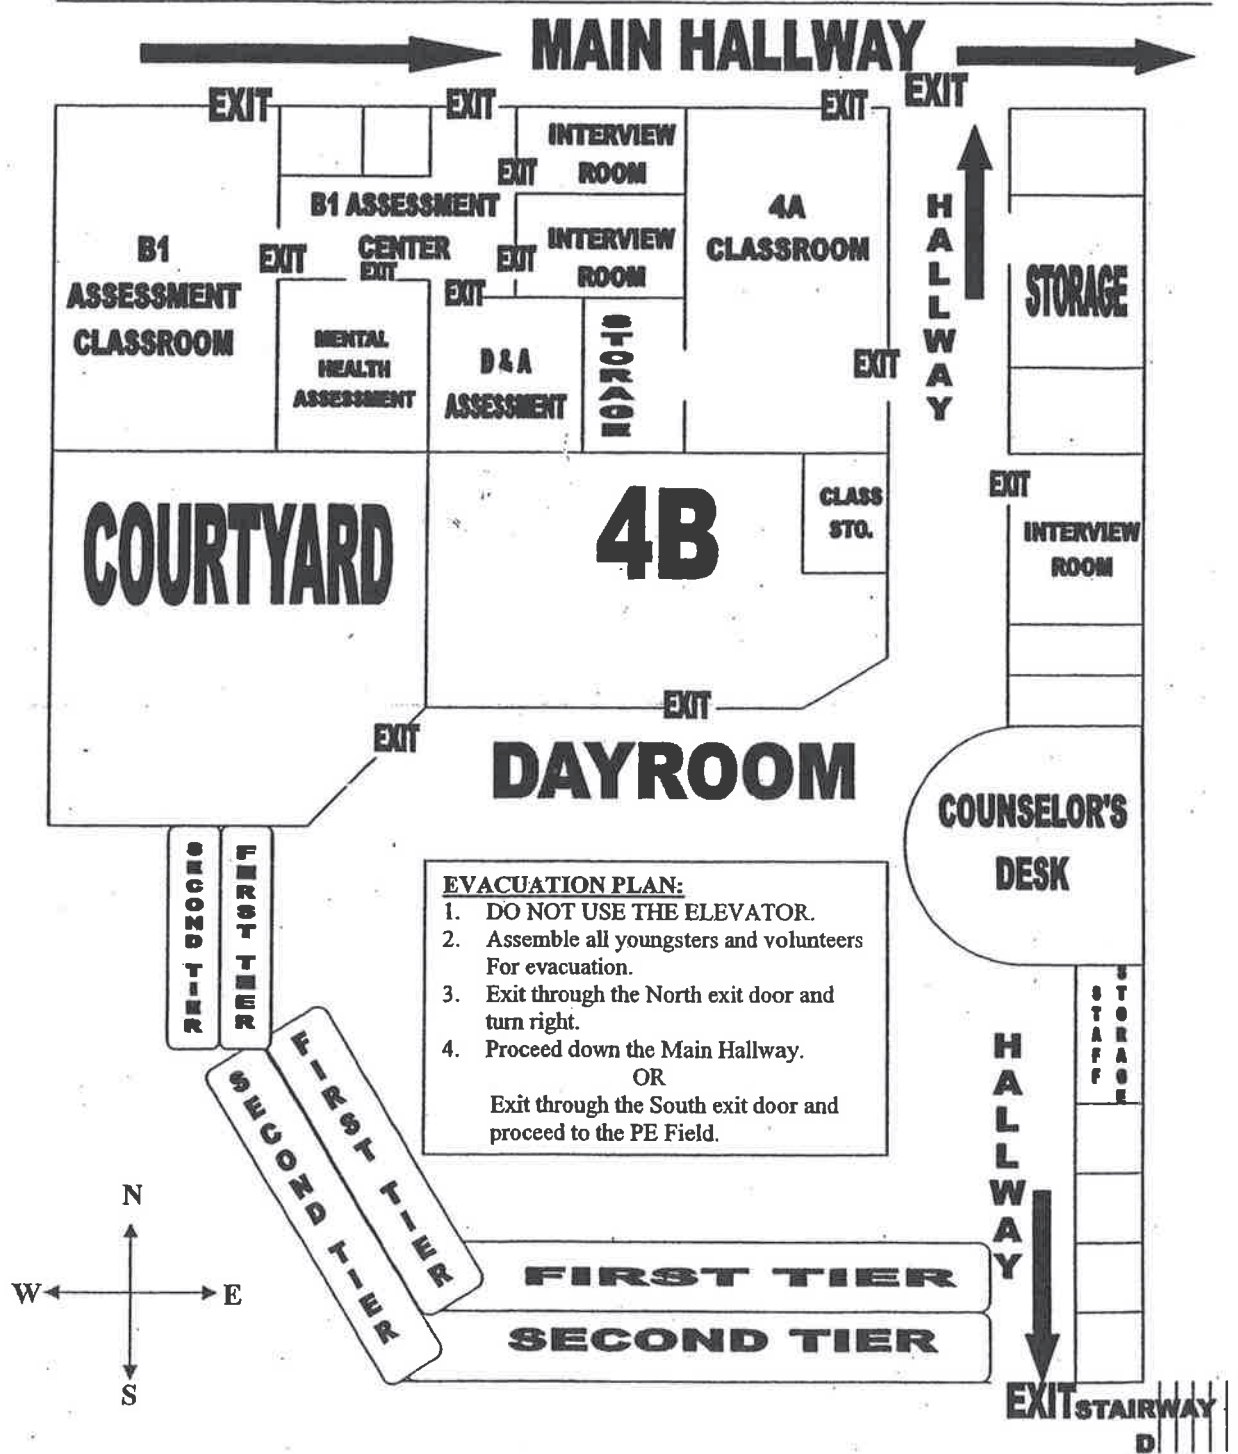 MAIN HALLWAY
EXIT
EXIT
EXIT
EXIT
INTERVIEW
ROOM
EXIT
B1 ASSESSMENT
CENTER
EXIT
EXIT
EXIT
INTERVIEW
ROOM
EXIT
4A
CLASSROOM
B1
ASSESSMENT
CLASSROOM
MENTAL
HEALTH
ASSESSMENT
D & A
ASSESSMENT
STORAGE
EXIT
HALLWAY
STORAGE
EXIT
INTERVIEW
ROOM
COURTYARD
4B
CLASS
STO.
EXIT
EXIT
DAYROOM
COUNSELOR'S
DESK
SECOND TIER
FIRST TIER
EVACUATION PLAN:
1. DO NOT USE THE ELEVATOR.
2. Assemble all youngsters and volunteers
For evacuation.
3. Exit through the North exit door and
turn right.
4. Proceed down the Main Hallway.
OR
Exit through the South exit door and
proceed to the PE Field.
STAFF
STORAGE
HALLWAY
FIRST TIER
SECOND TIER
FIRST TIER
SECOND TIER
N
W
E
S
EXIT
STAIRWAY
D